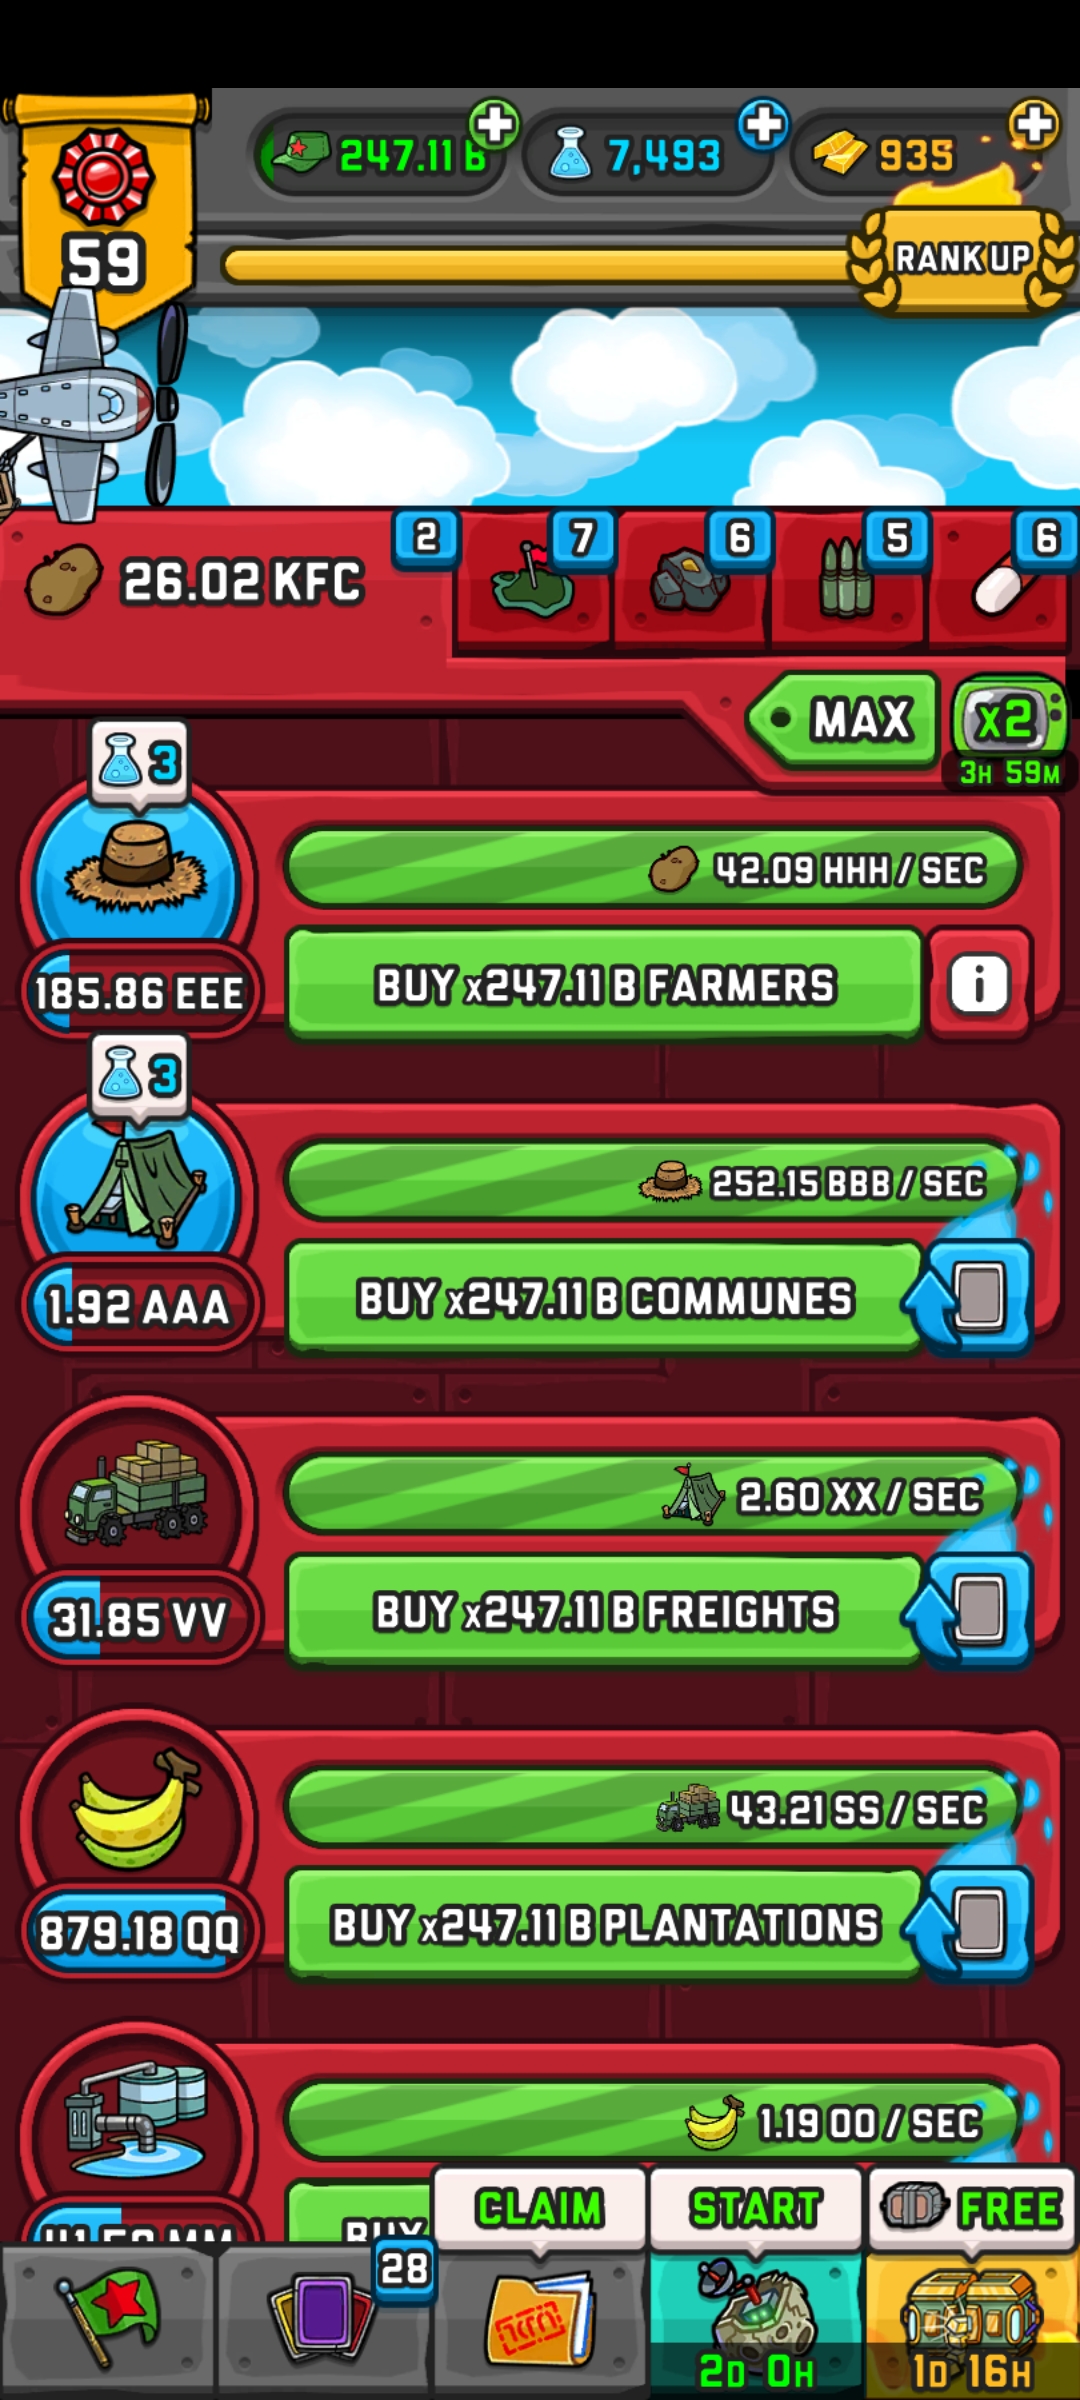 59
247.11 B
7,493
935
RANK UP
26.02 KFC
2
7
6
5
6
MAX
x2
3H 59M
3
42.09 HHH / SEC
185.86 EEE
BUY x247.11 B FARMERS
i
3
252.15 BBB / SEC
1.92 AAA
BUY x247.11 B COMMUNES
2.60 XX / SEC
31.85 VV
BUY x247.11 B FREIGHTS
43.21 SS / SEC
879.18 QQ
BUY x247.11 B PLANTATIONS
1.19 OO / SEC
BUY
CLAIM
START
FREE
28
2D 0H
1D 16H